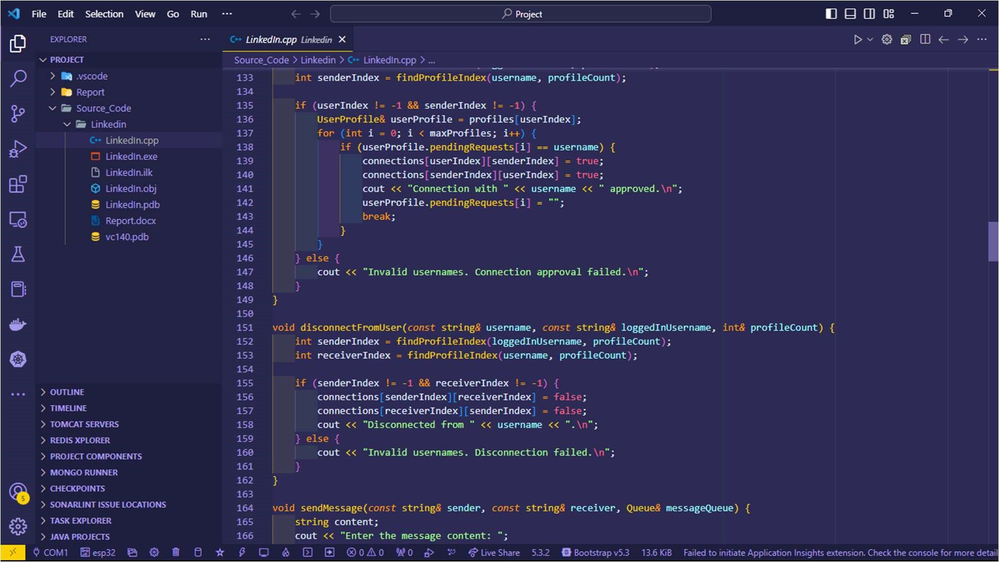 File Edit Selection View Go Run ···
Project
EXPLORER ···
LinkedIn.cpp Linkedin
PROJECT
Source_Code > Linkedin > LinkedIn.cpp > ...
.vscode
Report
Source_Code
Linkedin
LinkedIn.cpp
LinkedIn.exe
LinkedIn.ilk
LinkedIn.obj
LinkedIn.pdb
Report.docx
vc140.pdb
OUTLINE
TIMELINE
TOMCAT SERVERS
REDIS XPLORER
PROJECT COMPONENTS
MONGO RUNNER
CHECKPOINTS
SONARLINT ISSUE LOCATIONS
TASK EXPLORER
JAVA PROJECTS
5
133 int senderIndex = findProfileIndex(username, profileCount);
134
135 if (userIndex != -1 && senderIndex != -1) {
136 UserProfile& userProfile = profiles[userIndex];
137 for (int i = 0; i < maxProfiles; i++) {
138 if (userProfile.pendingRequests[i] == username) {
139 connections[userIndex][senderIndex] = true;
140 connections[senderIndex][userIndex] = true;
141 cout << "Connection with " << username << " approved.\n";
142 userProfile.pendingRequests[i] = "";
143 break;
144 }
145 }
146 } else {
147 cout << "Invalid usernames. Connection approval failed.\n";
148 }
149 }
150
151 void disconnectFromUser(const string& username, const string& loggedInUsername, int& profileCount) {
152 int senderIndex = findProfileIndex(loggedInUsername, profileCount);
153 int receiverIndex = findProfileIndex(username, profileCount);
154
155 if (senderIndex != -1 && receiverIndex != -1) {
156 connections[senderIndex][receiverIndex] = false;
157 connections[receiverIndex][senderIndex] = false;
158 cout << "Disconnected from " << username << ".\n";
159 } else {
160 cout << "Invalid usernames. Disconnection failed.\n";
161 }
162 }
163
164 void sendMessage(const string& sender, const string& receiver, Queue& messageQueue) {
165 string content;
166 cout << "Enter the message content: ";
COM1 esp32 0 0 0 Live Share 5.3.2 Bootstrap v5.3 13.6 KiB Failed to initiate Application Insights extension. Check the console for more detail